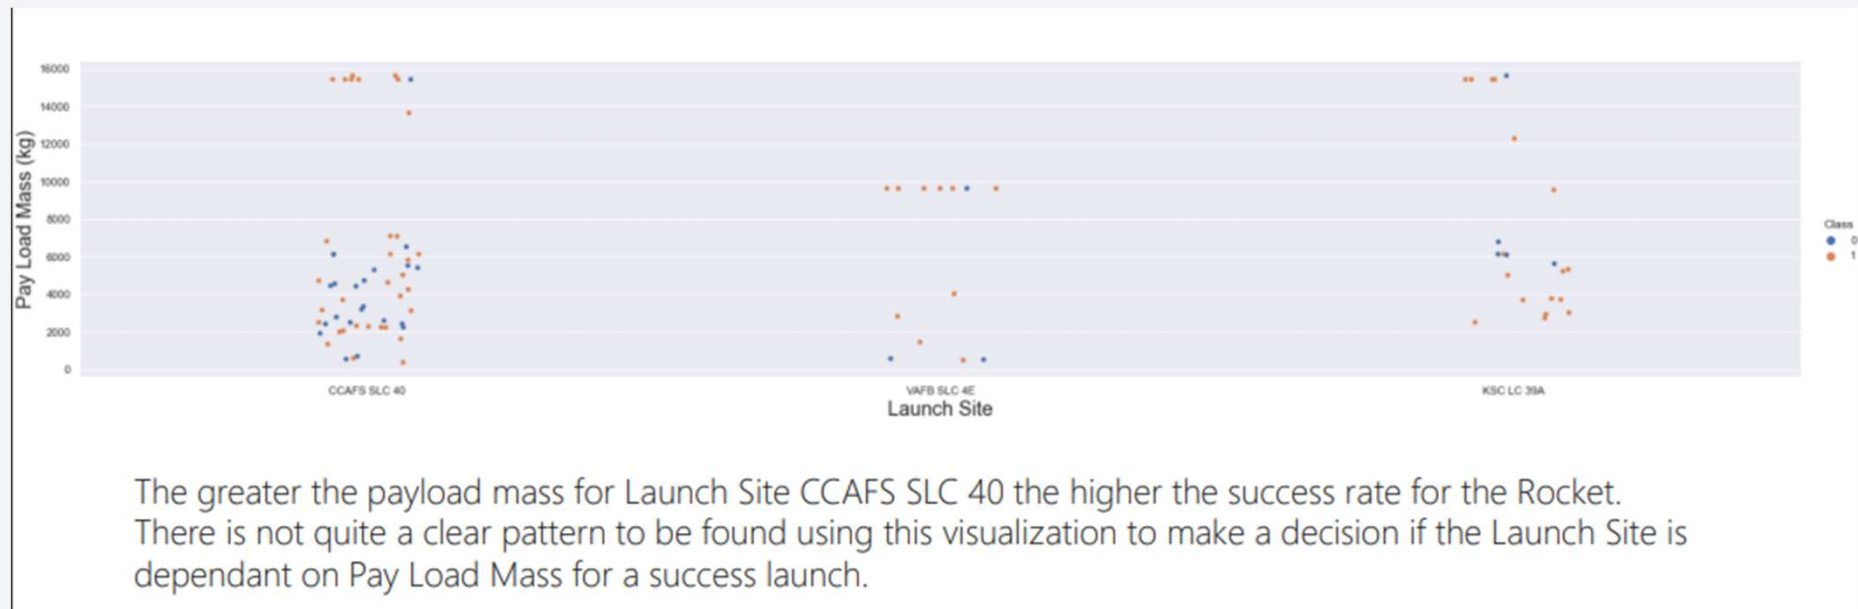 16000
14000
12000
10000
8000
6000
4000
2000
0
Pay Load Mass (kg)
CCAFS SLC 40
VAFB SLC 4E
KSC LC 39A
Launch Site
Class
0
1
The greater the payload mass for Launch Site CCAFS SLC 40 the higher the success rate for the Rocket.
There is not quite a clear pattern to be found using this visualization to make a decision if the Launch Site is
dependant on Pay Load Mass for a success launch.